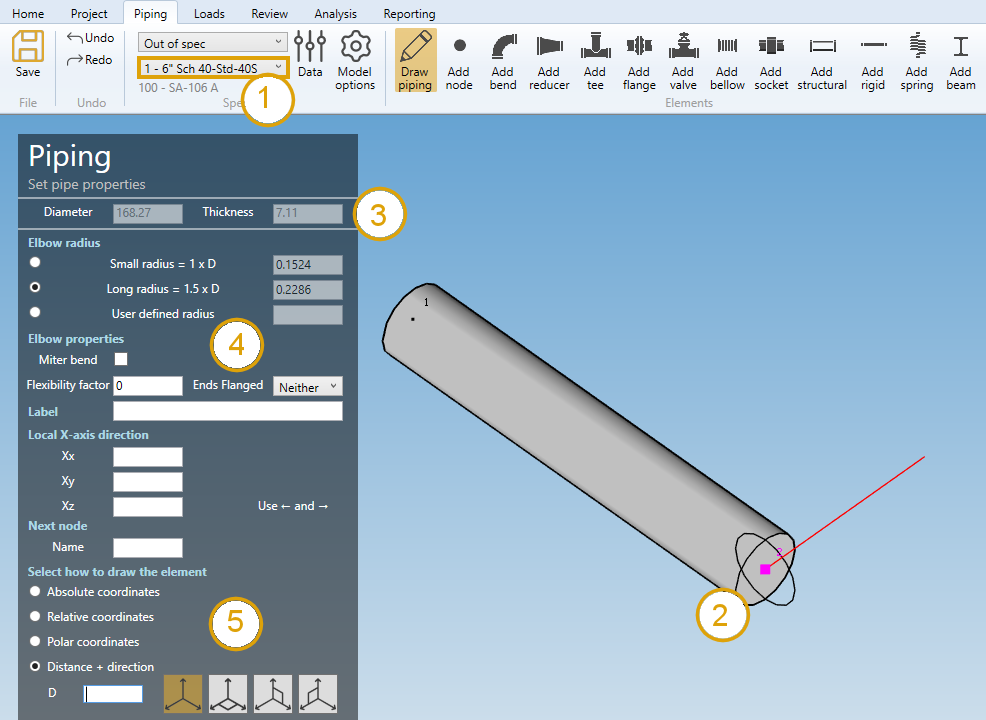 Home Project Piping Loads Review Analysis Reporting
Save
Undo
Redo
Out of spec
1 - 6" Sch 40-Std-40S
100 - SA-106 A
Data
Model options
Draw piping
Add node
Add bend
Add reducer
Add tee
Add flange
Add valve
Add bellow
Add socket
Add structural
Add rigid
Add spring
Add beam
File Undo Spe Elements
1
Piping
Set pipe properties
Diameter 168.27 Thickness 7.11
3
Elbow radius
Small radius = 1 x D 0.1524
Long radius = 1.5 x D 0.2286
User defined radius
4
Elbow properties
Miter bend
Flexibility factor 0 Ends Flanged Neither
Label
Local X-axis direction
Xx
Xy
Xz Use ← and →
Next node
Name
Select how to draw the element
Absolute coordinates
Relative coordinates
5
Polar coordinates
Distance + direction
D
1
2
2